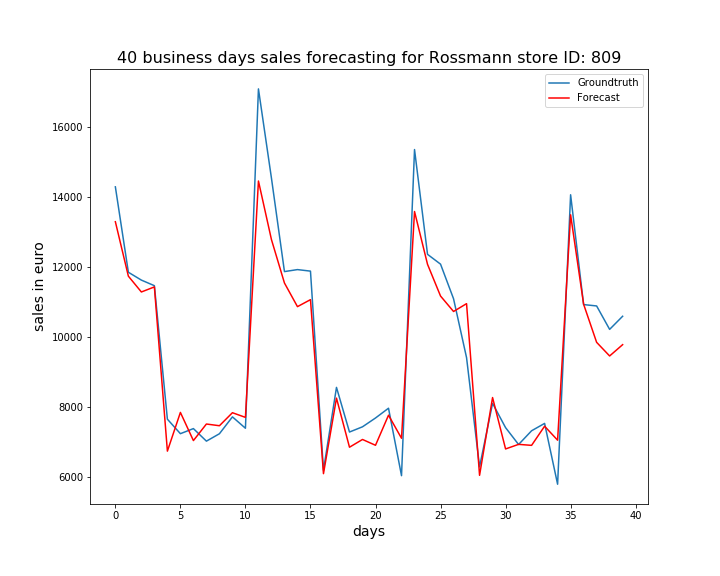 40 business days sales forecasting for Rossmann store ID: 809
Groundtruth
Forecast
16000
14000
12000
10000
8000
6000
sales in euro
0 5 10 15 20 25 30 35 40
days